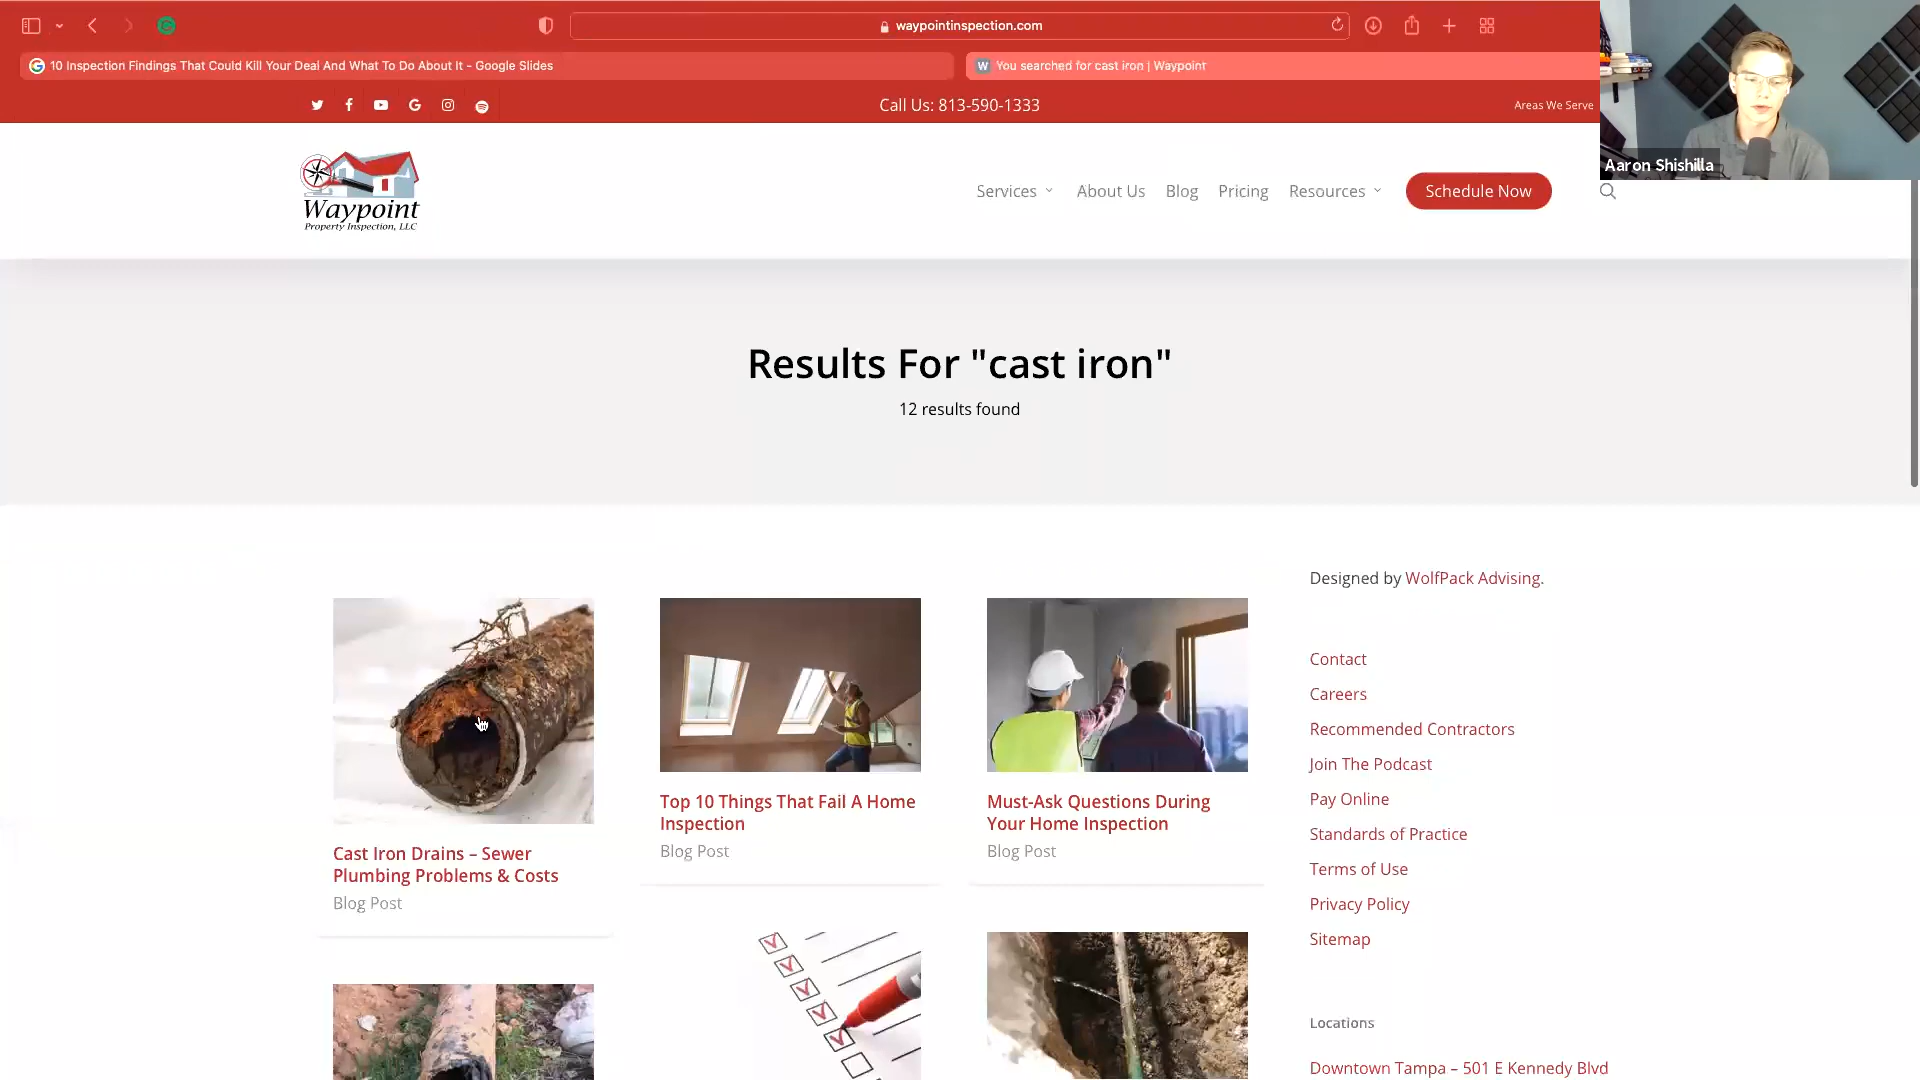 waypointinspection.com
10 Inspection Findings That Could Kill Your Deal And What To Do About It - Google Slides
W You searched for cast iron | Waypoint
Call Us: 813-590-1333
Areas We Serve
Aaron Shishilla
Waypoint
Property Inspection, LLC
Services
About Us
Blog
Pricing
Resources
Schedule Now
Results For "cast iron"
12 results found
Cast Iron Drains – Sewer
Plumbing Problems & Costs
Blog Post
Top 10 Things That Fail A Home
Inspection
Blog Post
Must-Ask Questions During
Your Home Inspection
Blog Post
Designed by WolfPack Advising.
Contact
Careers
Recommended Contractors
Join The Podcast
Pay Online
Standards of Practice
Terms of Use
Privacy Policy
Sitemap
Locations
Downtown Tampa – 501 E Kennedy Blvd